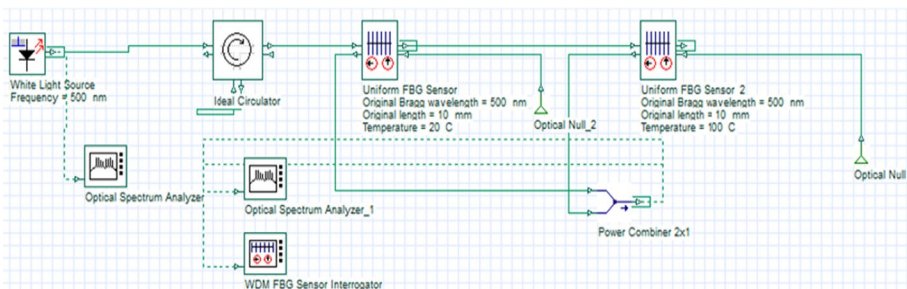 White Light Source
Frequency = 500 nm
Ideal Circulator
Uniform FBG Sensor
Original Bragg wavelength = 500 nm
Original length = 10 mm
Temperature = 20 C
Optical Null_2
Uniform FBG Sensor 2
Original Bragg wavelength = 500 nm
Original length = 10 mm
Temperature = 100 C
Optical Null
Optical Spectrum Analyzer
Optical Spectrum Analyzer_1
Power Combiner 2x1
WDM FBG Sensor Interrogator